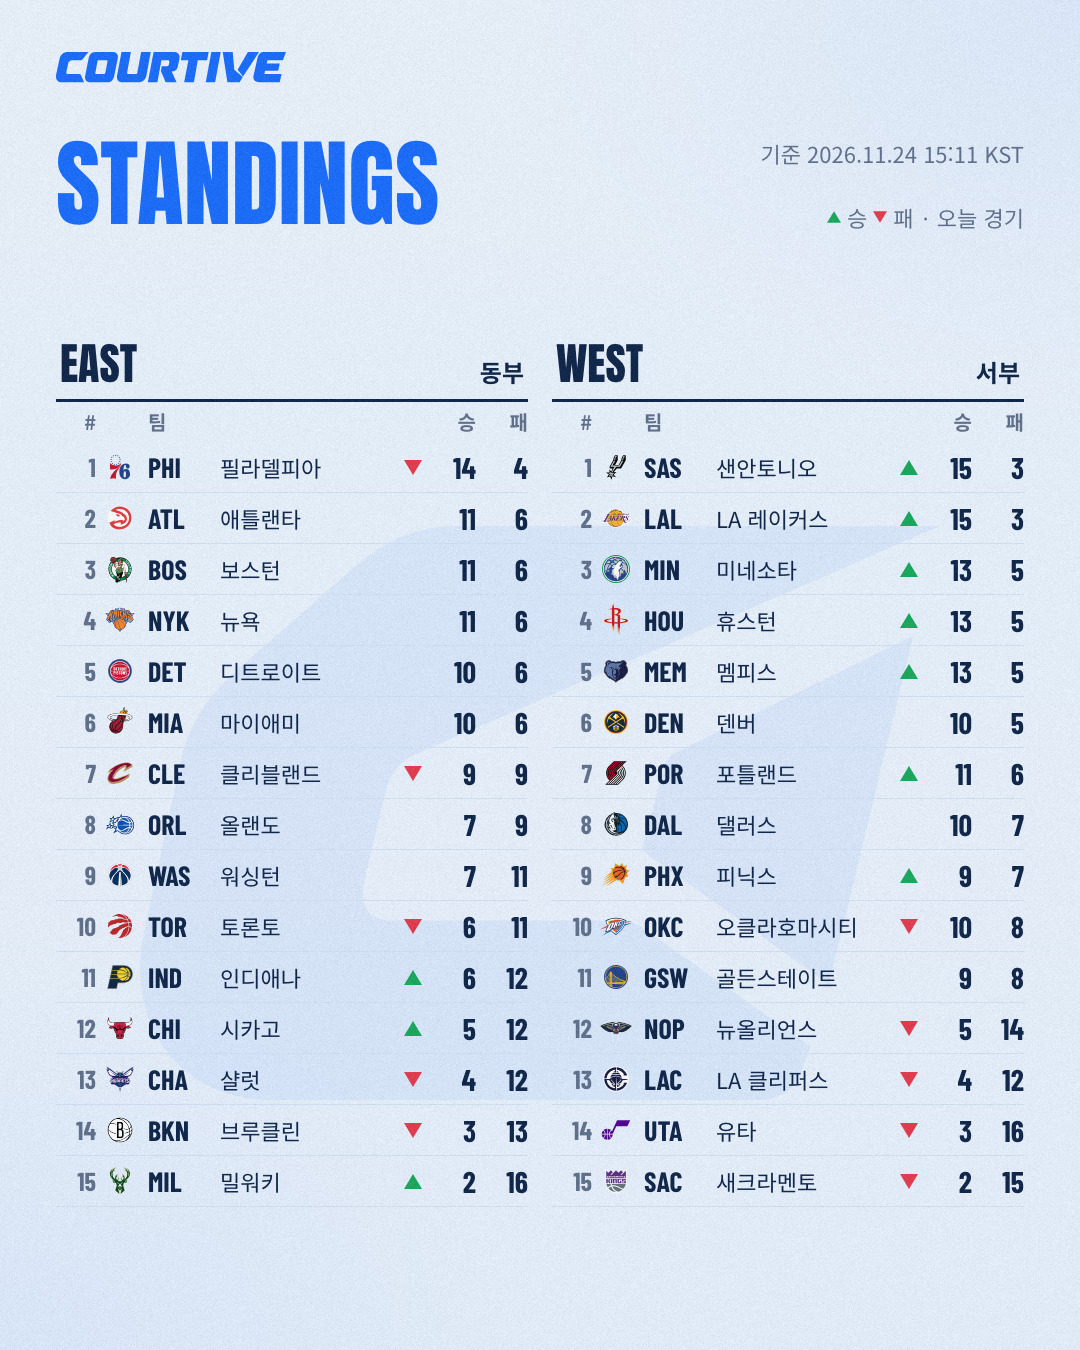 COURTIVE
STANDINGS
기준 2026.11.24 15:11 KST
▲ 승 ▼ 패 · 오늘 경기
EAST 동부
# 팀 승 패
1 PHI 필라델피아 ▼ 14 4
2 ATL 애틀랜타 11 6
3 BOS 보스턴 11 6
4 NYK 뉴욕 11 6
5 DET 디트로이트 10 6
6 MIA 마이애미 10 6
7 CLE 클리블랜드 ▼ 9 9
8 ORL 올랜도 7 9
9 WAS 워싱턴 7 11
10 TOR 토론토 ▼ 6 11
11 IND 인디애나 ▲ 6 12
12 CHI 시카고 ▲ 5 12
13 CHA 샬럿 ▼ 4 12
14 BKN 브루클린 ▼ 3 13
15 MIL 밀워키 ▲ 2 16
WEST 서부
# 팀 승 패
1 SAS 샌안토니오 ▲ 15 3
2 LAL LA 레이커스 ▲ 15 3
3 MIN 미네소타 ▲ 13 5
4 HOU 휴스턴 ▲ 13 5
5 MEM 멤피스 ▲ 13 5
6 DEN 덴버 10 5
7 POR 포틀랜드 ▲ 11 6
8 DAL 댈러스 10 7
9 PHX 피닉스 ▲ 9 7
10 OKC 오클라호마시티 ▼ 10 8
11 GSW 골든스테이트 9 8
12 NOP 뉴올리언스 ▼ 5 14
13 LAC LA 클리퍼스 ▼ 4 12
14 UTA 유타 ▼ 3 16
15 SAC 새크라멘토 ▼ 2 15